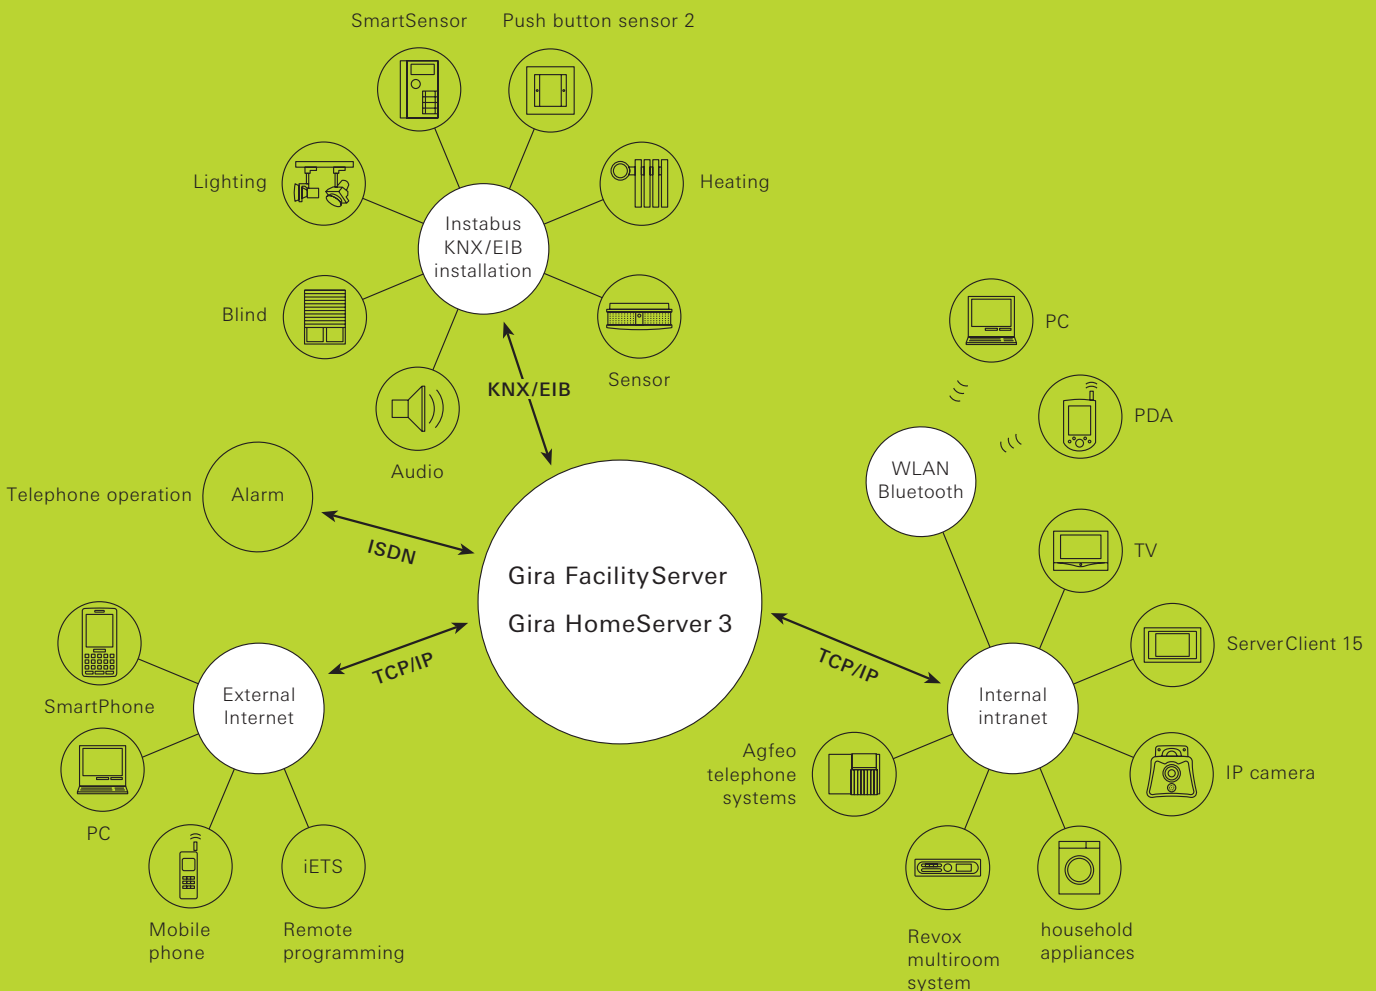 SmartSensor
Push button sensor 2
Lighting
Heating
Instabus
KNX/EIB
installation
Blind
Sensor
KNX/EIB
Audio
PC
PDA
WLAN
Bluetooth
Telephone operation
Alarm
ISDN
TV
Gira FacilityServer
Gira HomeServer 3
TCP/IP
TCP/IP
ServerClient 15
SmartPhone
External
Internet
Internal
intranet
Agfeo
telephone
systems
IP camera
PC
iETS
Mobile
phone
Remote
programming
Revox
multiroom
system
household
appliances